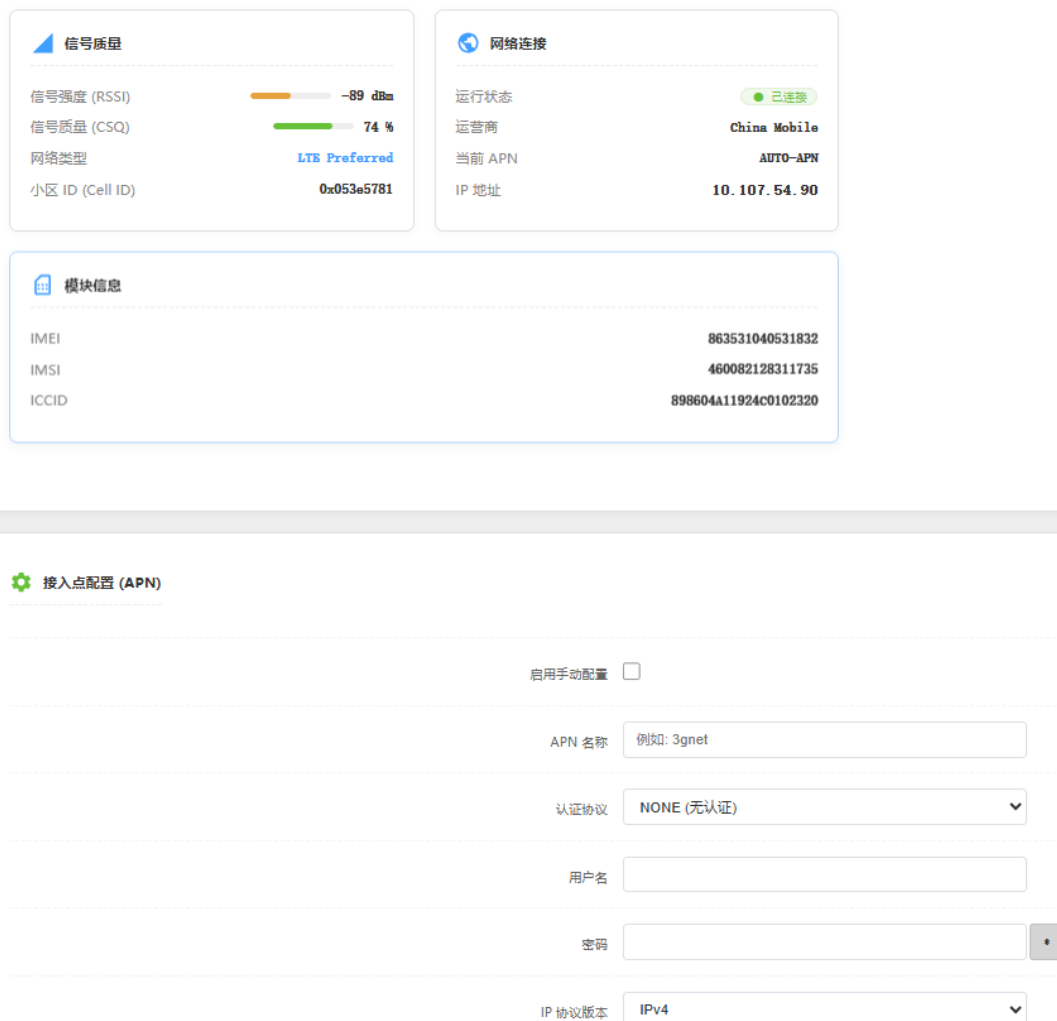 信号质量
信号强度 (RSSI) -89 dBm
信号质量 (CSQ) 74 %
网络类型 LTE Preferred
小区 ID (Cell ID) 0x053e5781
网络连接
运行状态 已连接
运营商 China Mobile
当前 APN AUTO-APN
IP 地址 10.107.54.90
模块信息
IMEI 863531040531832
IMSI 460082128311735
ICCID 898604A11924C0102320
接入点配置 (APN)
启用手动配置
APN 名称 例如: 3gnet
认证协议 NONE (无认证)
用户名
密码 *
IP 协议版本 IPv4